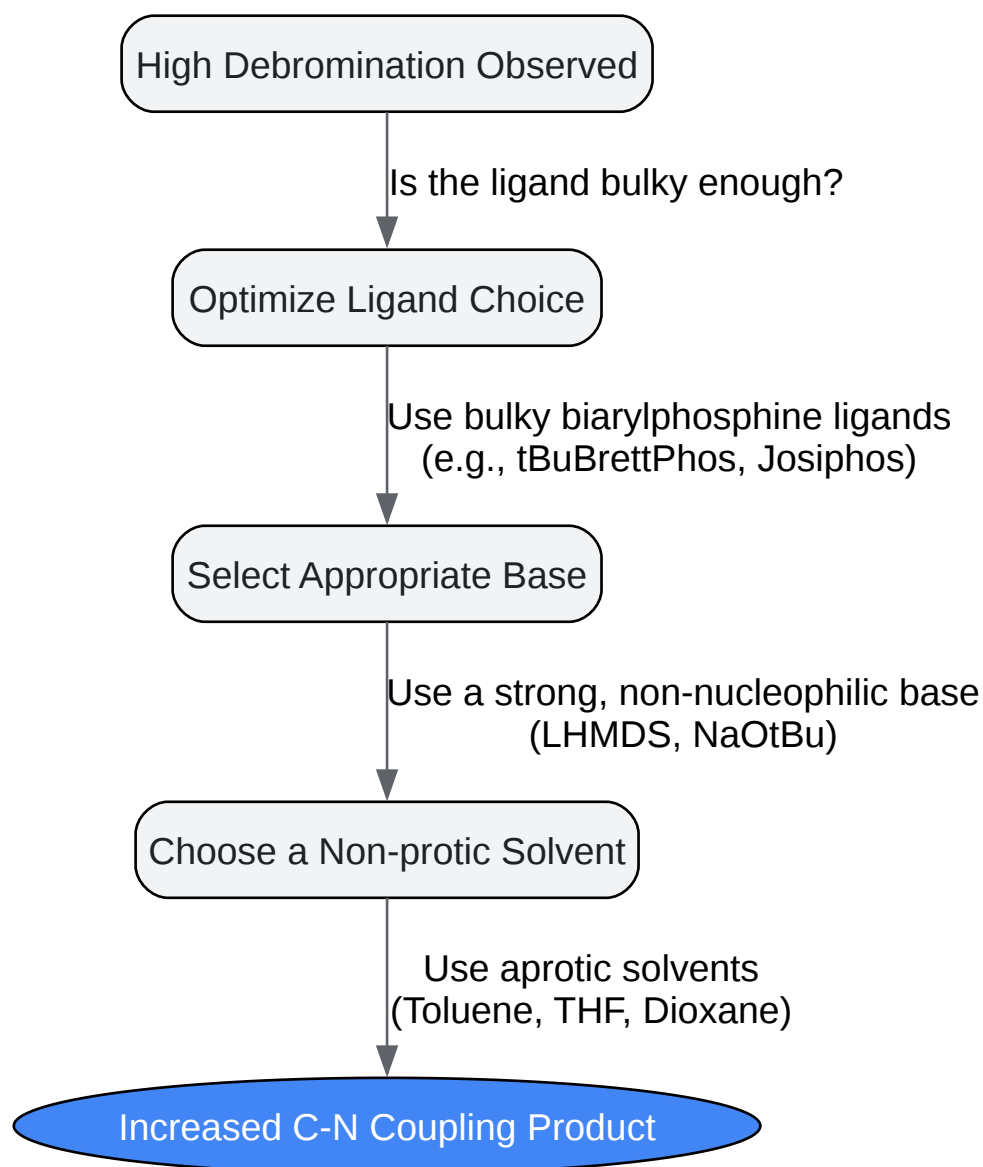 High Debromination Observed
Is the ligand bulky enough?
Optimize Ligand Choice
Use bulky biarylphosphine ligands
(e.g., tBuBrettPhos, Josiphos)
Select Appropriate Base
Use a strong, non-nucleophilic base
(LHMDS, NaOtBu)
Choose a Non-protic Solvent
Use aprotic solvents
(Toluene, THF, Dioxane)
Increased C-N Coupling Product